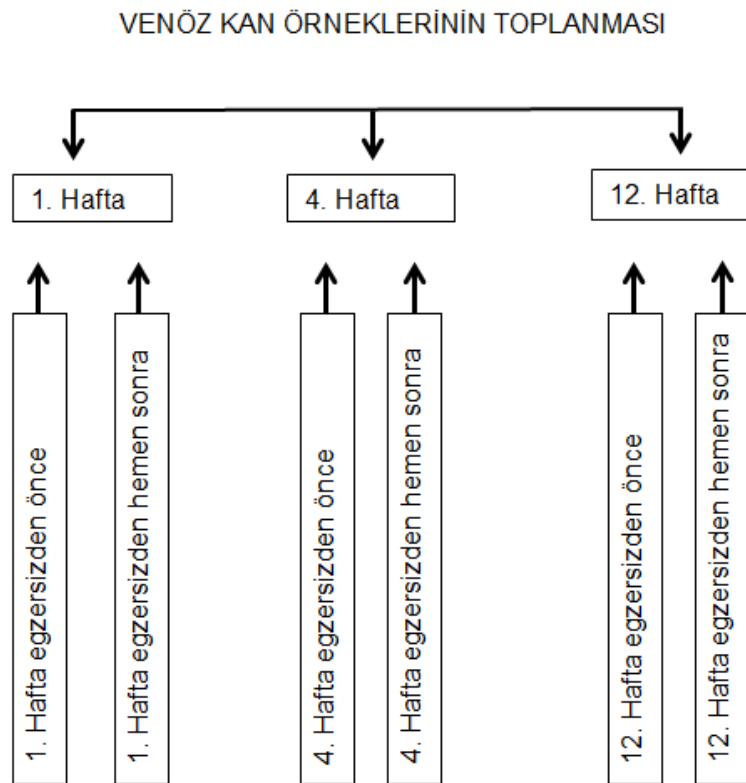 VENÖZ KAN ÖRNEKLERİNİN TOPLANMASI
1. Hafta
4. Hafta
12. Hafta
1. Hafta egzersizden önce
1. Hafta egzersizden hemen sonra
4. Hafta egzersizden önce
4. Hafta egzersizden hemen sonra
12. Hafta egzersizden önce
12. Hafta egzersizden hemen sonra